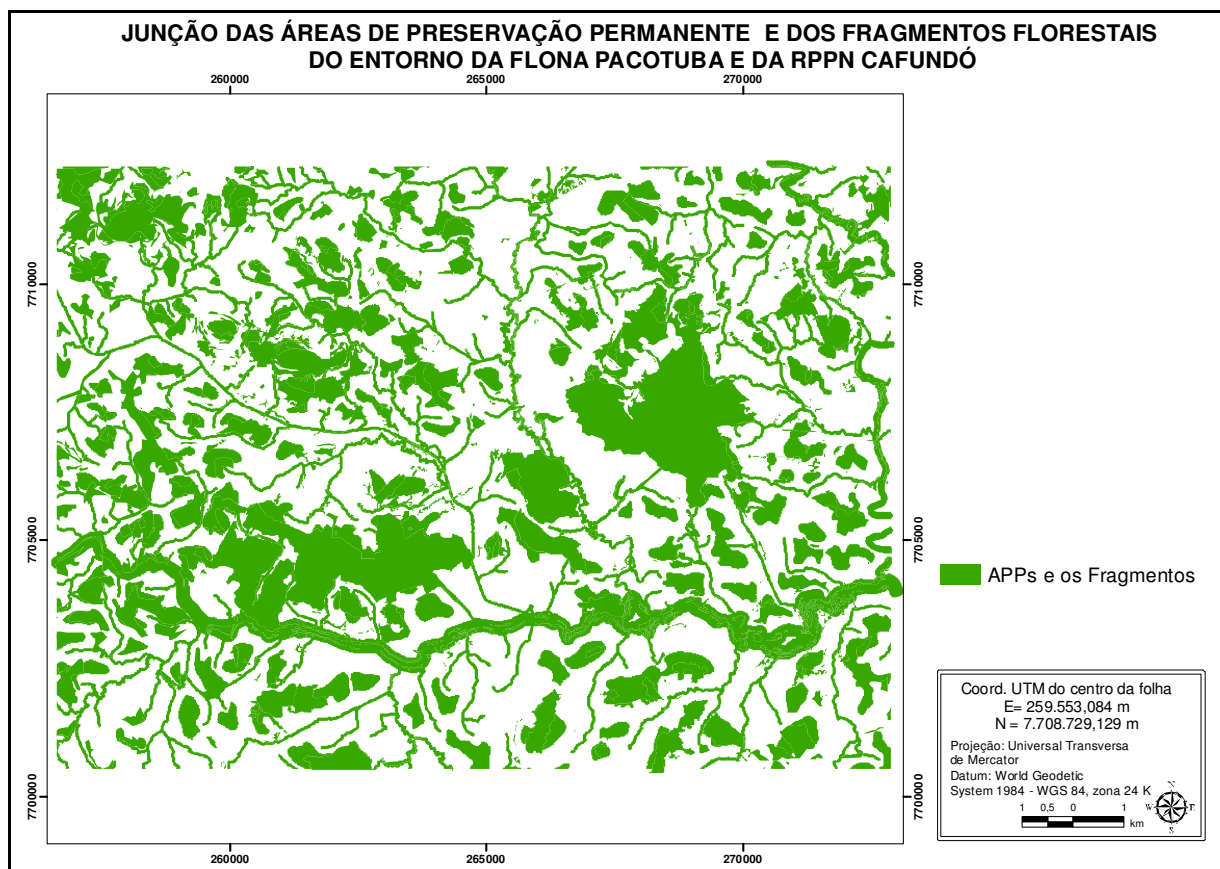 JUNÇÃO DAS ÁREAS DE PRESERVAÇÃO PERMANENTE E DOS FRAGMENTOS FLORESTAIS
DO ENTORNO DA FLONA PACOTUBA E DA RPPN CAFUNDÓ
260000 265000 270000
7710000 7710000
7705000 7705000
7700000 7700000
260000 265000 270000
APPs e os Fragmentos
Coord. UTM do centro da folha
E= 259.553,084 m
N = 7.708.729,129 m
Projeção: Universal Transversa
de Mercator
Datum: World Geodetic
System 1984 - WGS 84, zona 24 K
1 0,5 0 1
km
N
W E
S